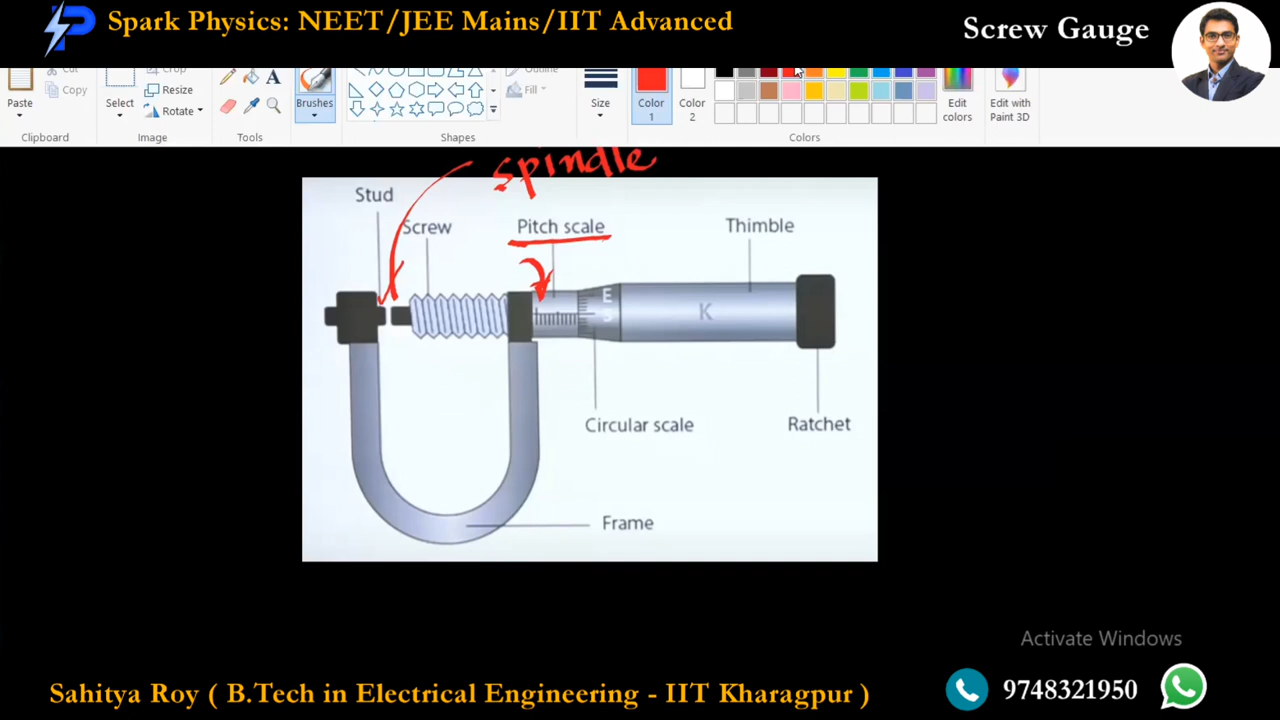 Spark Physics: NEET/JEE Mains/IIT Advanced
Screw Gauge
Cut
Crop
Outline
Copy
Resize
A
Fill
Paste
Select
Rotate
Brushes
Size
Color
1
Color
2
Edit
colors
Edit with
Paint 3D
Clipboard
Image
Tools
Shapes
Colors
spindle
Stud
Screw
Pitch scale
Thimble
E
S
K
Circular scale
Ratchet
Frame
Activate Windows
Sahitya Roy ( B.Tech in Electrical Engineering - IIT Kharagpur )
9748321950